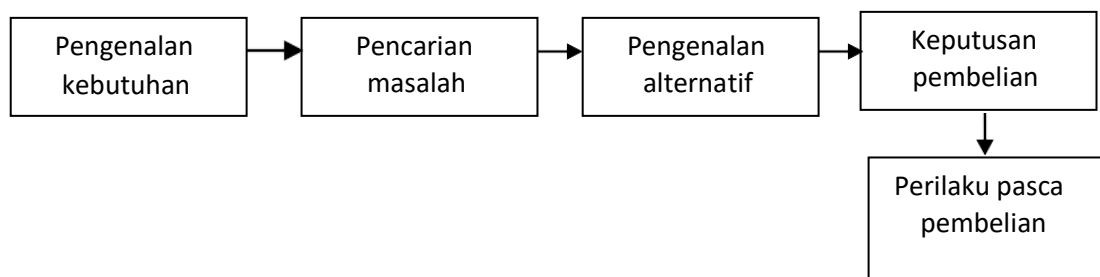 Pengenalan
kebutuhan
Pencarian
masalah
Pengenalan
alternatif
Keputusan
pembelian
Perilaku pasca
pembelian